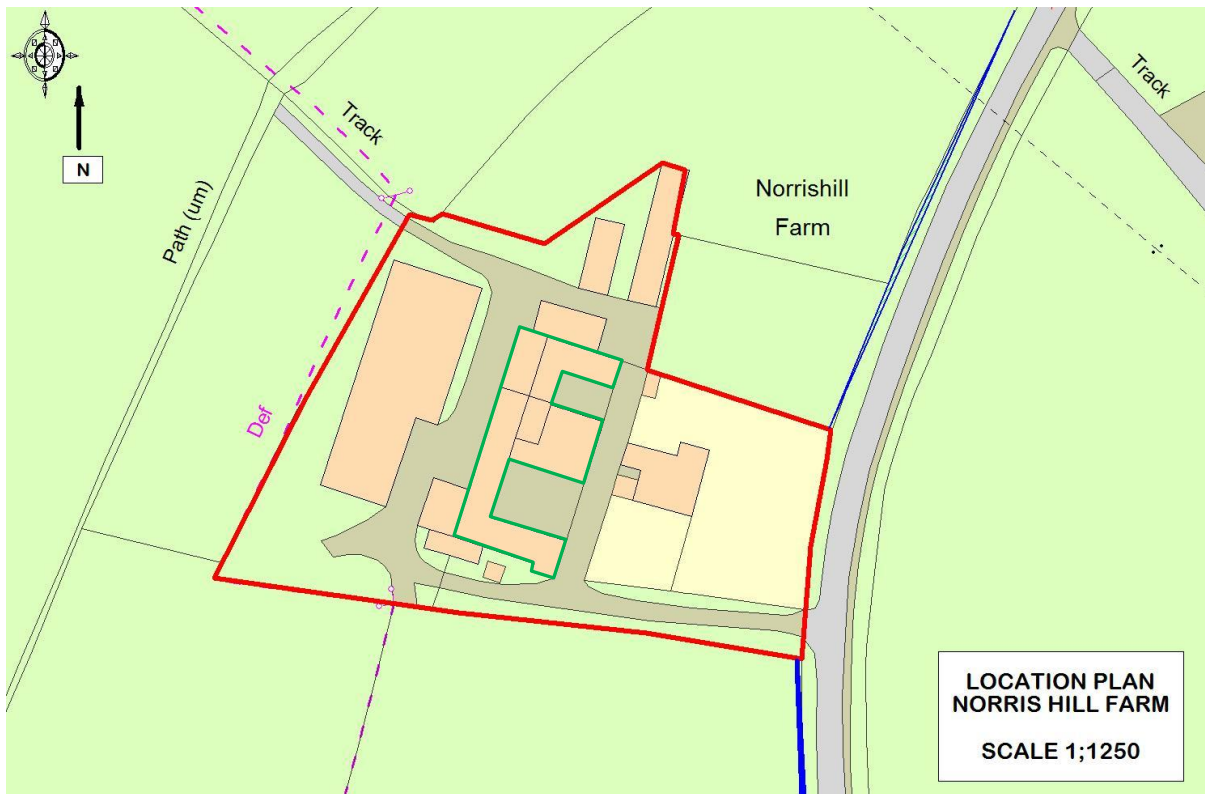 N
Track
Path (um)
Def
Norrishill
Farm
Track
LOCATION PLAN
NORRIS HILL FARM
SCALE 1;1250